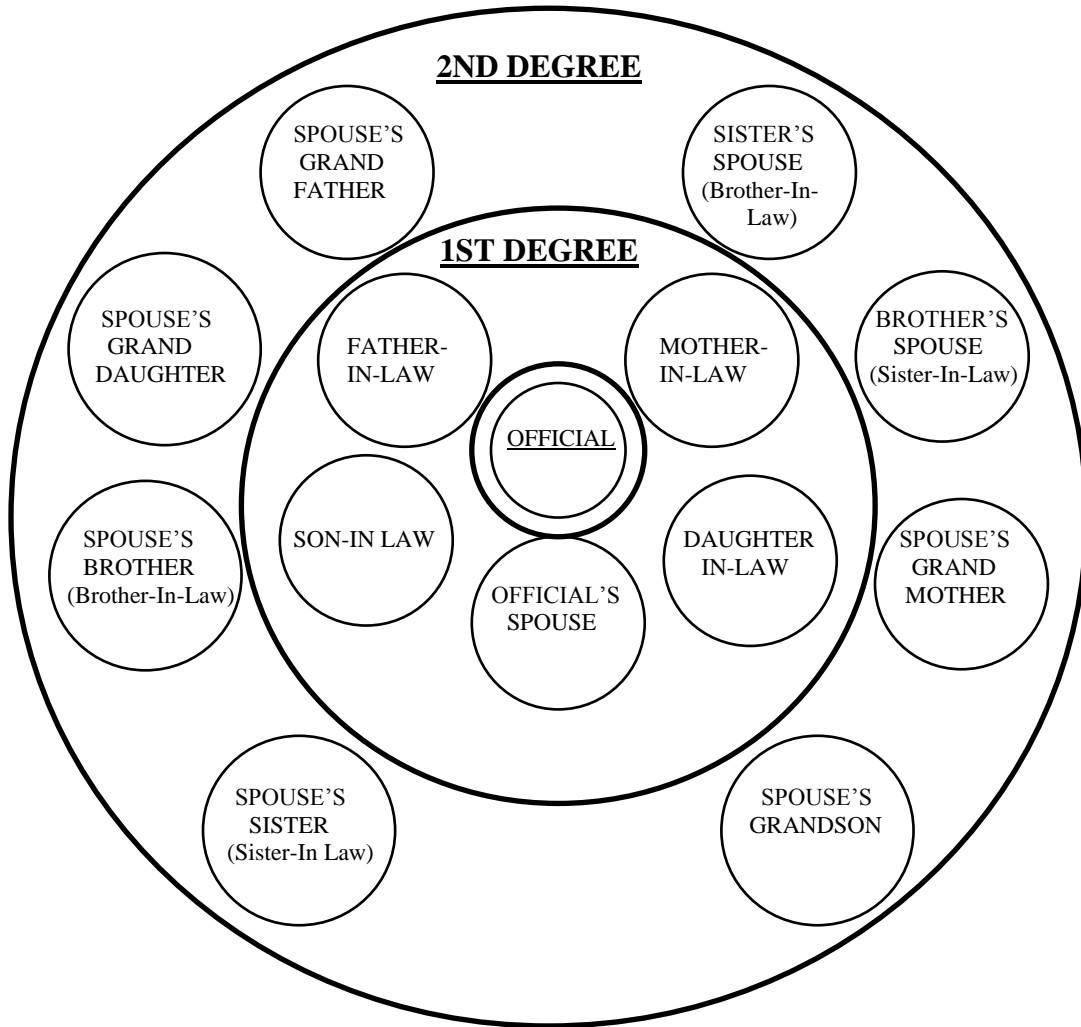 2ND DEGREE
SPOUSE’S
GRAND
FATHER
SISTER’S
SPOUSE
(Brother-In-
Law)
1ST DEGREE
SPOUSE’S
GRAND
DAUGHTER
FATHER-
IN-LAW
MOTHER-
IN-LAW
BROTHER’S
SPOUSE
(Sister-In-Law)
OFFICIAL
SPOUSE’S
BROTHER
(Brother-In-Law)
SON-IN LAW
OFFICIAL’S
SPOUSE
DAUGHTER
IN-LAW
SPOUSE’S
GRAND
MOTHER
SPOUSE’S
SISTER
(Sister-In Law)
SPOUSE’S
GRANDSON